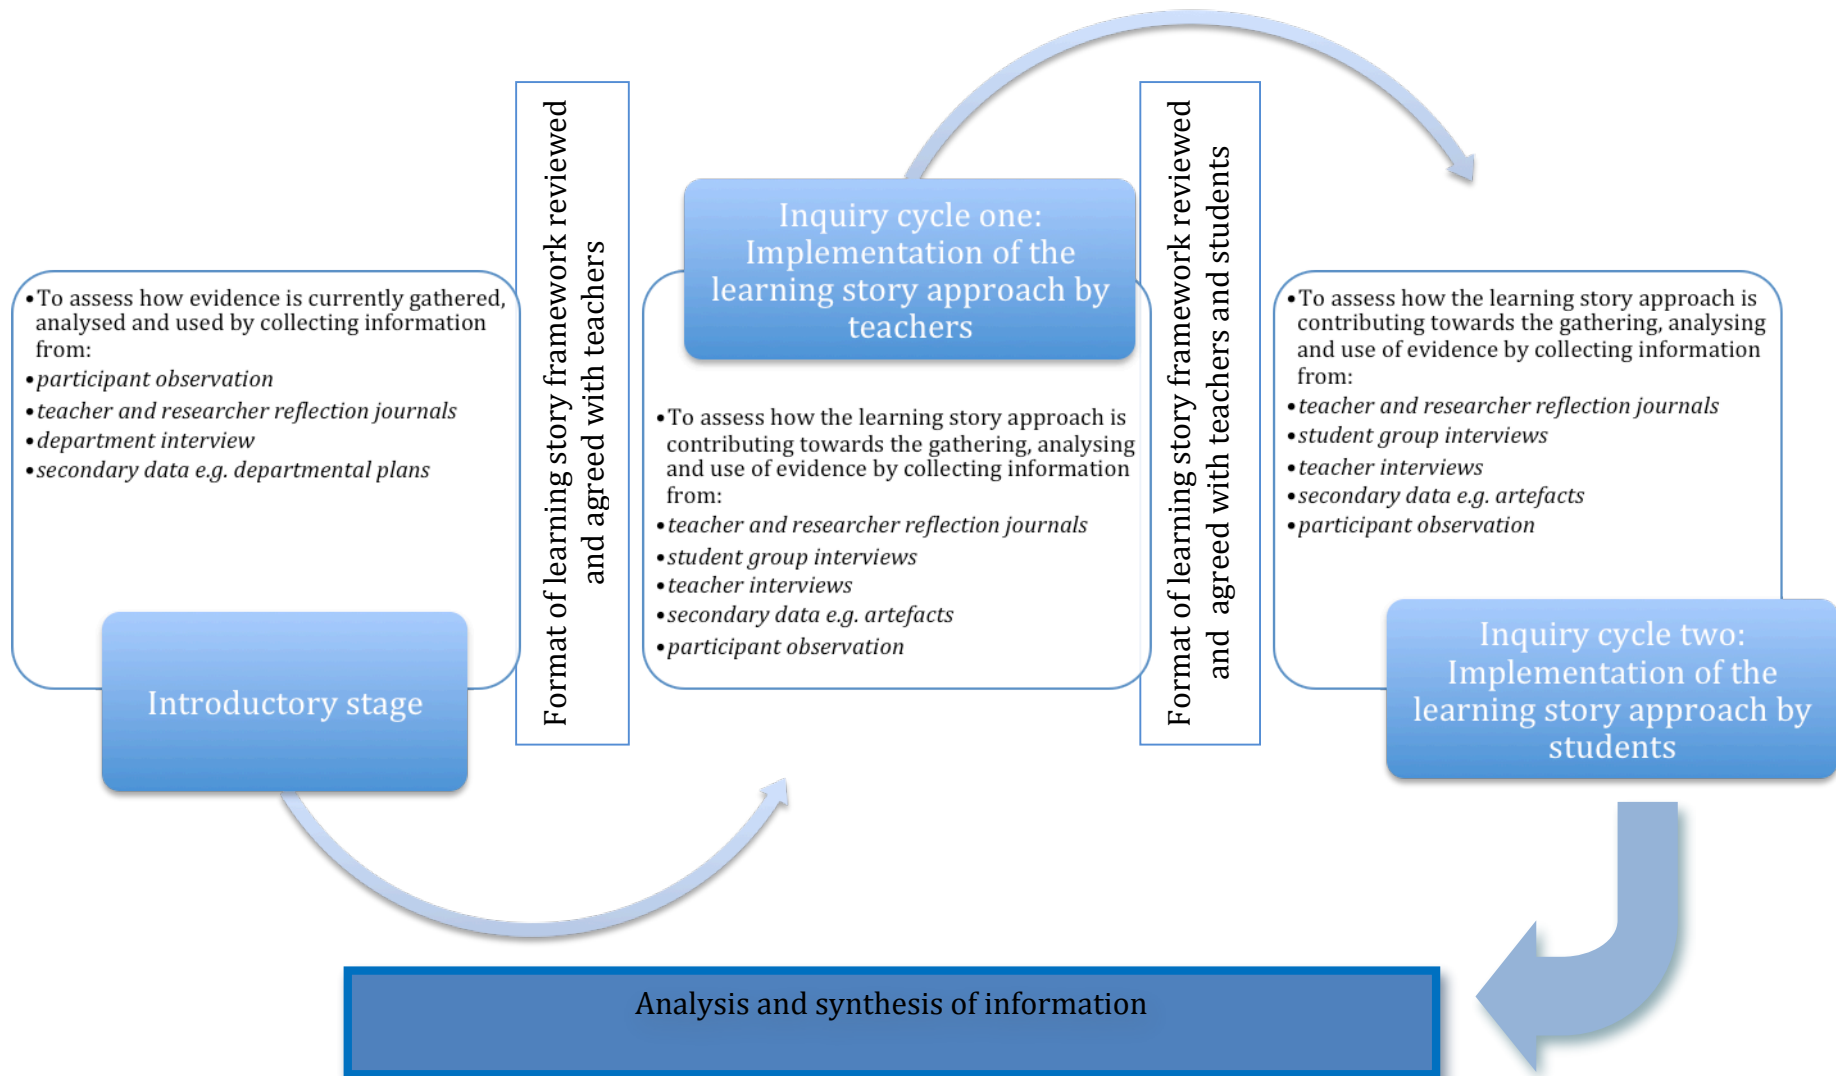 •To assess how evidence is currently gathered,
analysed and used by collecting information
from:
•participant observation
•teacher and researcher reflection journals
•department interview
•secondary data e.g. departmental plans
Introductory stage
Format of learning story framework reviewed
and agreed with teachers
Inquiry cycle one:
Implementation of the
learning story approach by
teachers
•To assess how the learning story approach is
contributing towards the gathering, analysing
and use of evidence by collecting information
from:
•teacher and researcher reflection journals
•student group interviews
•teacher interviews
•secondary data e.g. artefacts
•participant observation
Format of learning story framework reviewed
and agreed with teachers and students
•To assess how the learning story approach is
contributing towards the gathering, analysing
and use of evidence by collecting information
from:
•teacher and researcher reflection journals
•student group interviews
•teacher interviews
•secondary data e.g. artefacts
•participant observation
Inquiry cycle two:
Implementation of the
learning story approach by
students
Analysis and synthesis of information